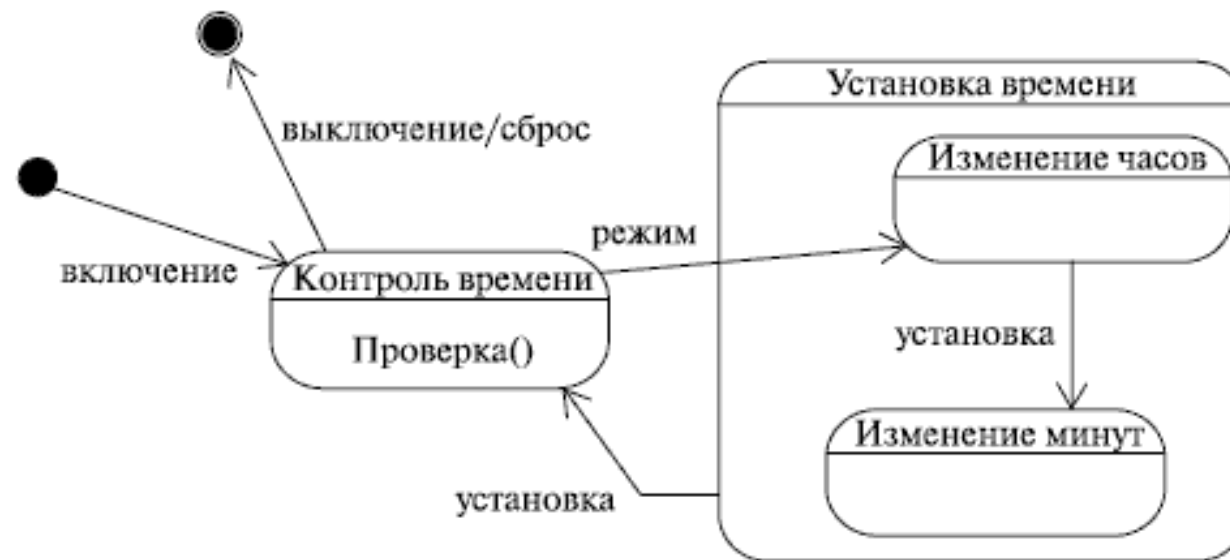 Установка времени
выключение/сброс
Изменение часов
режим
включение
Контроль времени
Проверка()
установка
Изменение минут
установка